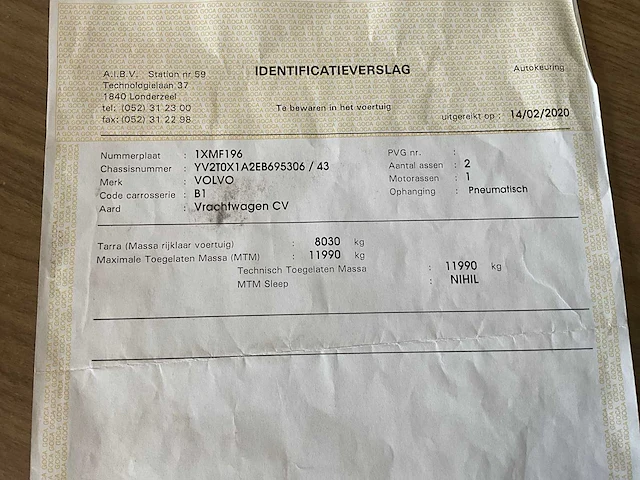 A.I.B.V. Station nr 59
Technologielaan 37
1840 Londerzeel
tel: (052) 31 23 00
fax: (052) 31 22 98
IDENTIFICATIEVERSLAG
Te bewaren in het voertuig
Autokeuring
uitgereikt op : 14/02/2020
Nummerplaat : 1XMF196
Chassisnummer : YV2T0X1A2EB695306 / 43
Merk : VOLVO
Code carrosserie : B1
Aard : Vrachtwagen CV
PVG nr. :
Aantal assen : 2
Motorassen : 1
Ophanging : Pneumatisch
Tarra (Massa rijklaar voertuig) : 8030 kg
Maximale Toegelaten Massa (MTM) : 11990 kg
Technisch Toegelaten Massa : 11990 kg
MTM Sleep : NIHIL